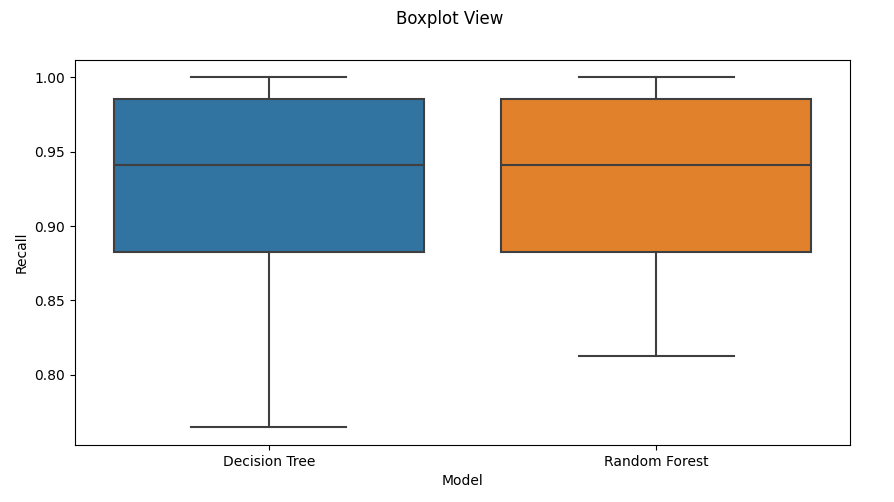 Boxplot View
1.00
0.95
0.90
0.85
0.80
Recall
Decision Tree
Random Forest
Model